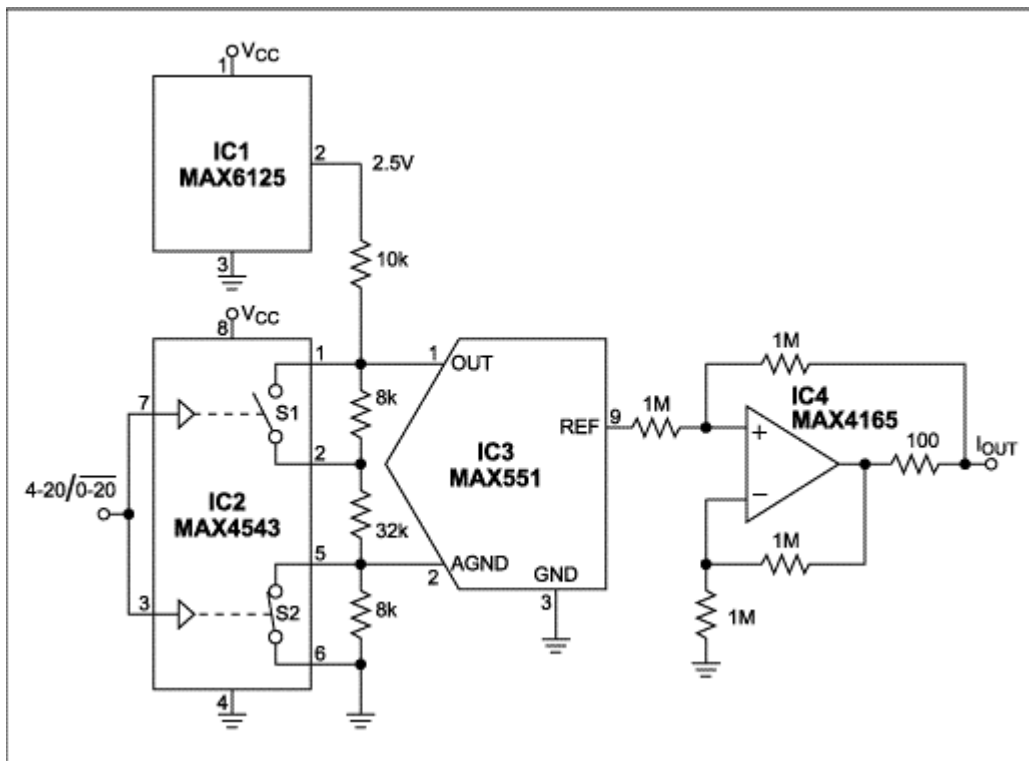 VCC
1
IC1
MAX6125
2
2.5V
3
10k
VCC
8
1
7
S1
2
4-20/0-20
IC2
MAX4543
5
3
S2
6
4
8k
32k
8k
1
OUT
IC3
MAX551
REF
9
AGND
2
GND
3
1M
1M
IC4
MAX4165
+
−
100
IOUT
1M
1M